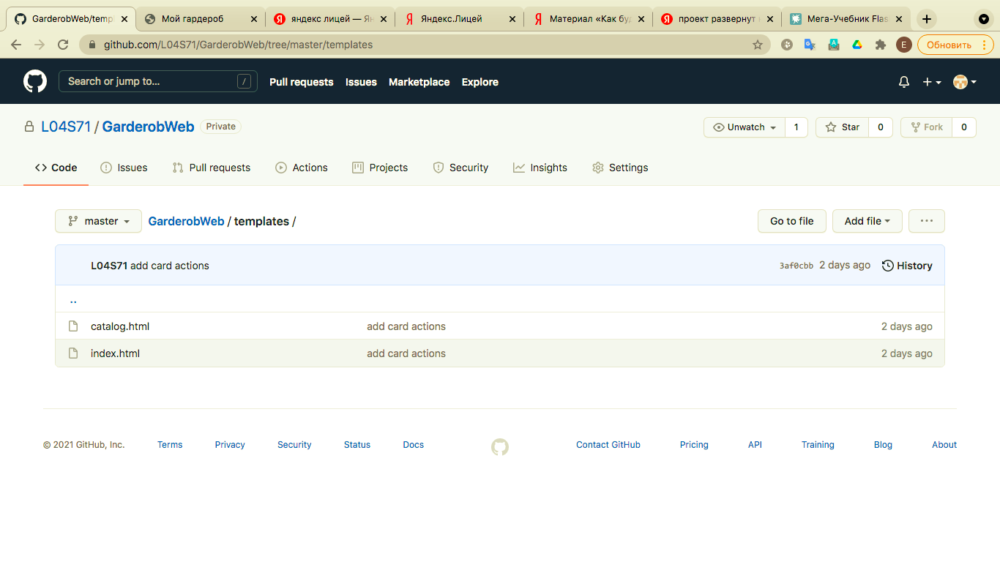 GarderobWeb/temp
Мой гардероб
яндекс лицей — Ян
Яндекс.Лицей
Материал «Как бу
проект развернут
Мега-Учебник Flas
github.com/L04S71/GarderobWeb/tree/master/templates
E
Обновить
Search or jump to... /
Pull requests Issues Marketplace Explore
L04S71 / GarderobWeb Private
Unwatch 1 Star 0 Fork 0
Code Issues Pull requests Actions Projects Security Insights Settings
master GarderobWeb / templates / Go to file Add file ...
L04S71 add card actions 3af0cbb 2 days ago History
..
catalog.html add card actions 2 days ago
index.html add card actions 2 days ago
© 2021 GitHub, Inc. Terms Privacy Security Status Docs Contact GitHub Pricing API Training Blog About